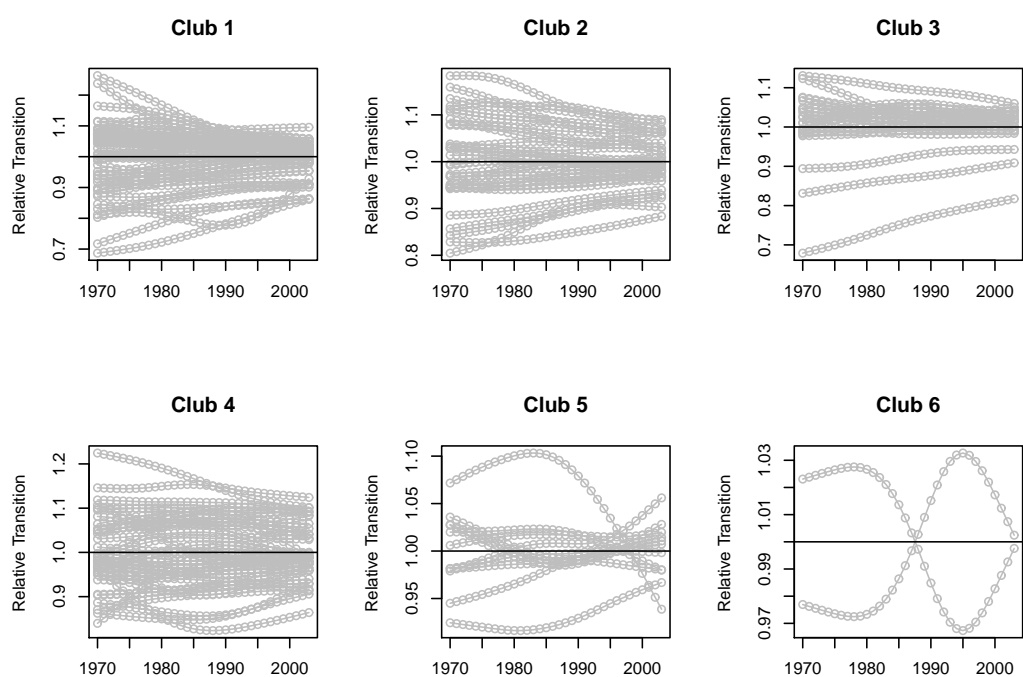 Club 1
Relative Transition
0.7 0.9 1.1
1970 1980 1990 2000
Club 2
Relative Transition
0.8 0.9 1.0 1.1
1970 1980 1990 2000
Club 3
Relative Transition
0.7 0.8 0.9 1.0 1.1
1970 1980 1990 2000
Club 4
Relative Transition
0.9 1.0 1.1 1.2
1970 1980 1990 2000
Club 5
Relative Transition
0.95 1.00 1.05 1.10
1970 1980 1990 2000
Club 6
Relative Transition
0.97 0.99 1.01 1.03
1970 1980 1990 2000